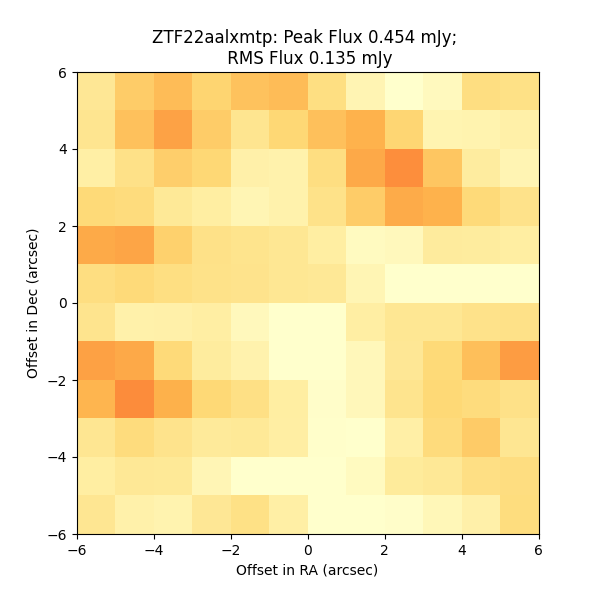 ZTF22aalxmtp: Peak Flux 0.454 mJy;
RMS Flux 0.135 mJy
6
4
2
0
−2
−4
−6
Offset in Dec (arcsec)
−6 −4 −2 0 2 4 6
Offset in RA (arcsec)